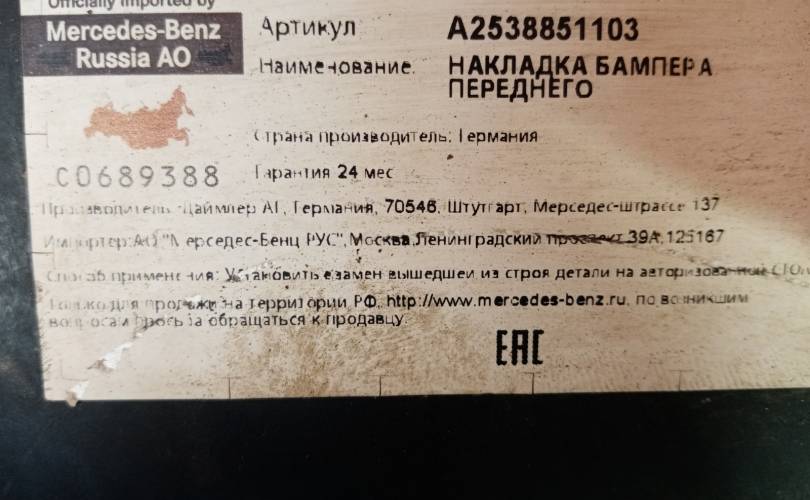 Officially imported by
Mercedes-Benz
Russia AO
Артикул A2538851103
Наименование НАКЛАДКА БАМПЕРА
ПЕРЕДНЕГО
Страна производитель: Германия
C0689388
Гарантия 24 мес
Производитель Даймлер АГ, Германия, 70546, Штутгарт, Мерседес-штрассе 137
Импортер:АО "Мерседес-Бенц РУС", Москва,Ленинградский проспект 39А,125167
Способ применения: Установить взамен вышедшей из строя детали на авторизованной СТО
Только для продажи на территории РФ, http://www.mercedes-benz.ru, по возникшим
вопросам просьба обращаться к продавцу.
EAC